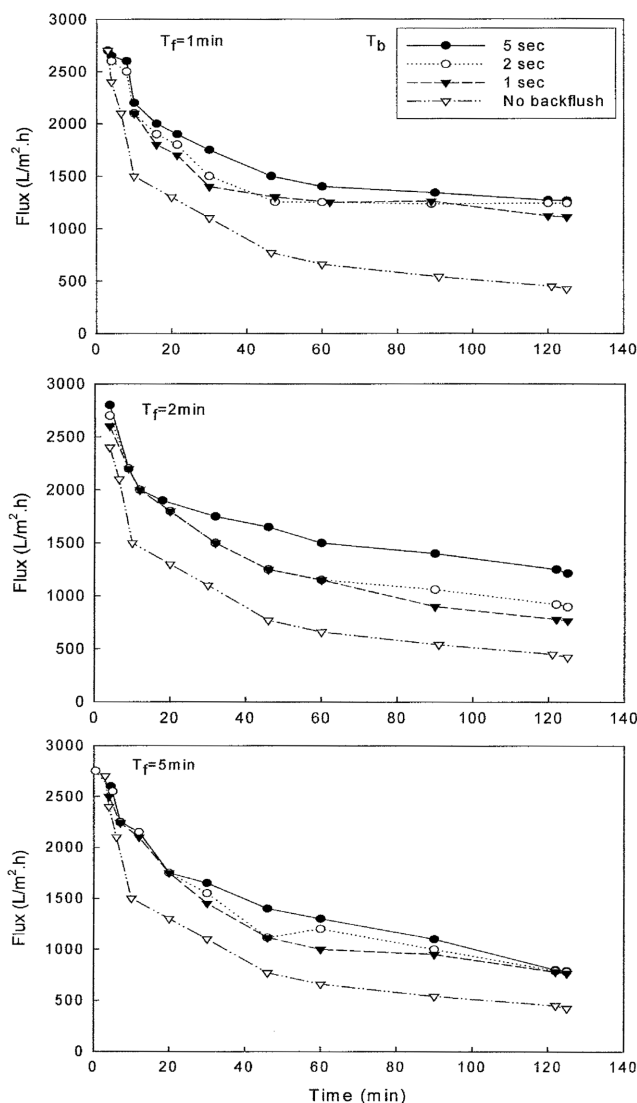 T_f=1min
T_b
5 sec
2 sec
1 sec
No backflush
3000
2500
2000
1500
1000
500
0
Flux (L/m².h)
0 20 40 60 80 100 120 140
T_f=2min
3000
2500
2000
1500
1000
500
0
Flux (L/m².h)
0 20 40 60 80 100 120 140
T_f=5min
3000
2500
2000
1500
1000
500
0
Flux (L/m².h)
0 20 40 60 80 100 120 140
Time (min)